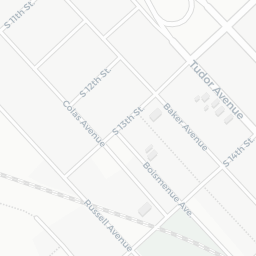 S 11th St.
Tudor Avenue
S 12th St.
Colas Avenue
S 13th St.
Baker Avenue
S 14th St.
Boismenue Ave.
Russell Avenue